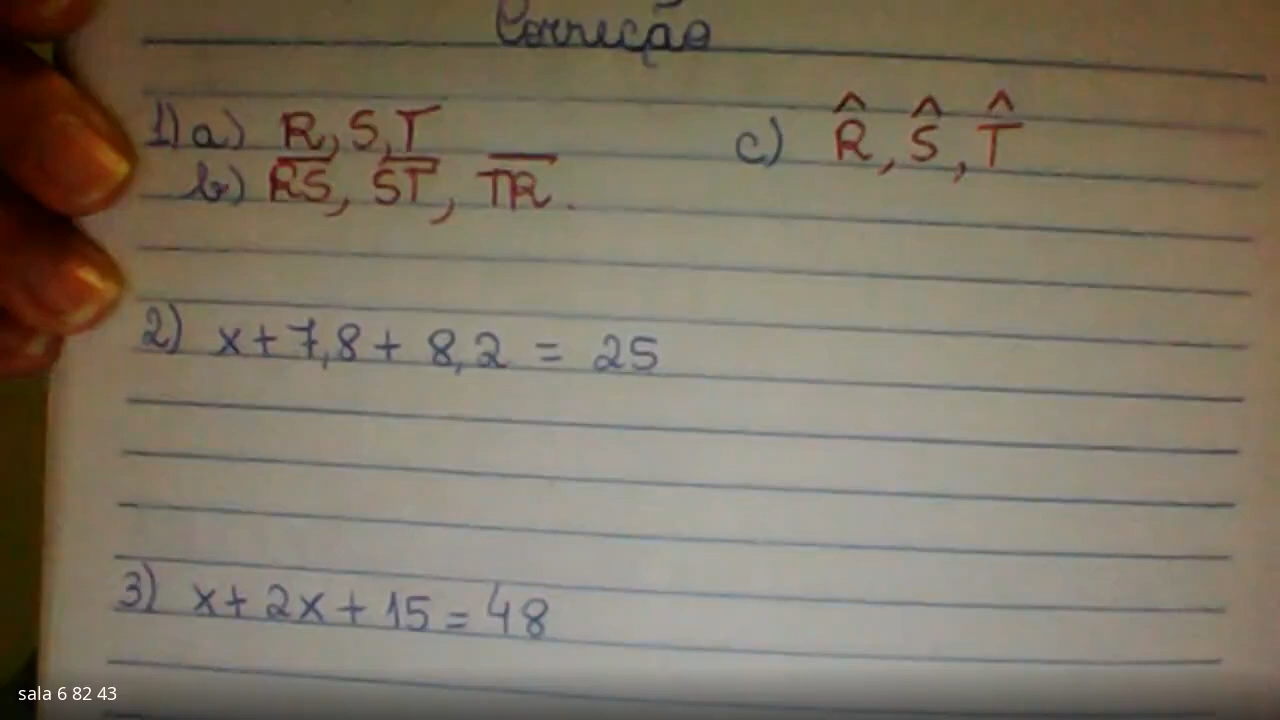 Correção
1) a) R, S, T c) R̂, Ŝ, T̂
b) R̅S̅, S̅T̅, T̅R̅.
2) x + 7,8 + 8,2 = 25
3) x + 2x + 15 = 48
sala 6 82 43